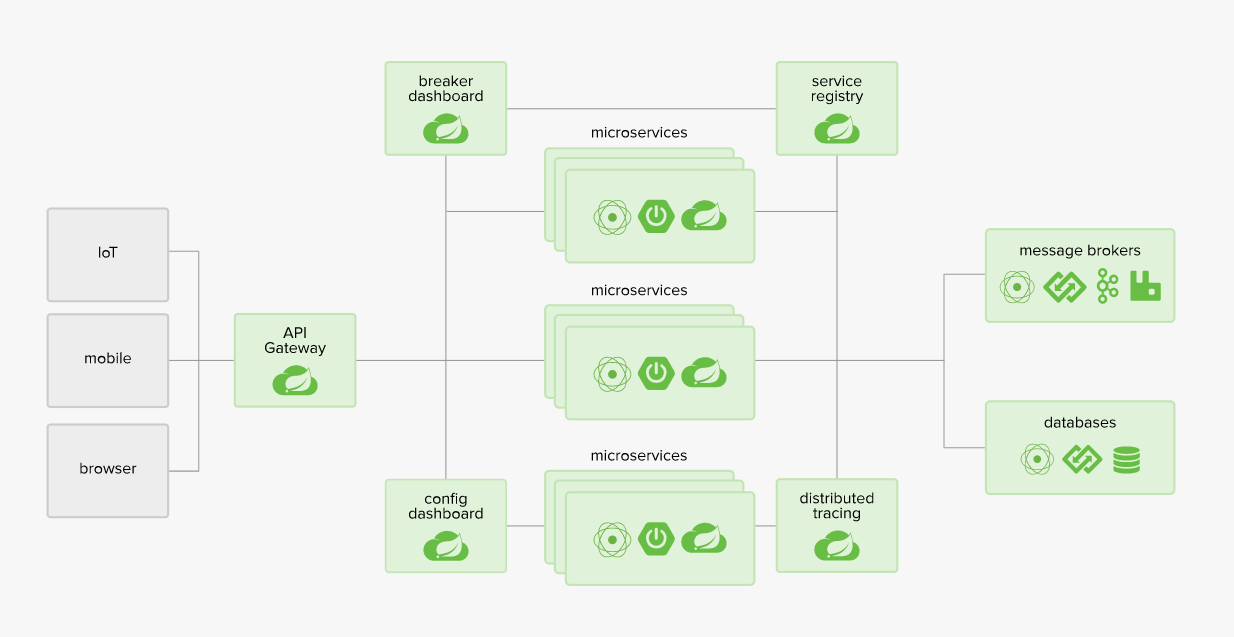 breaker
dashboard
service
registry
microservices
IoT
mobile
browser
API
Gateway
microservices
message brokers
databases
microservices
config
dashboard
distributed
tracing